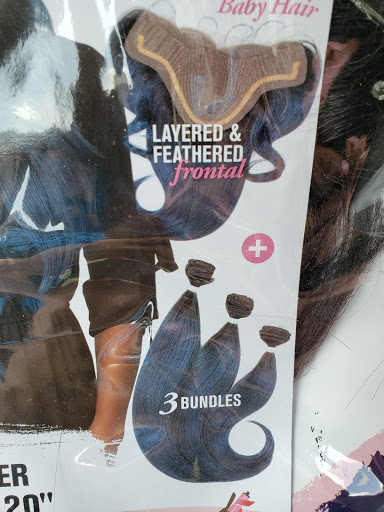 Baby Hair
LAYERED &
FEATHERED
frontal
+
3 BUNDLES
ER
20"